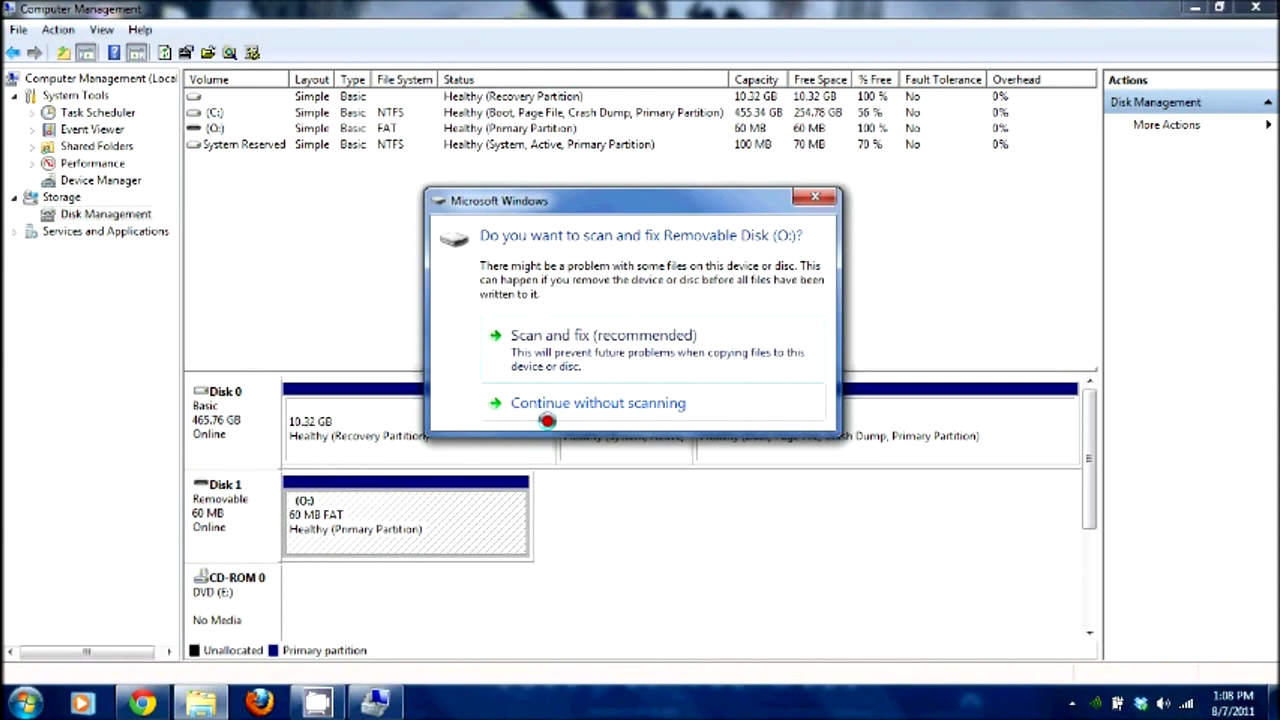 Computer Management
File Action View Help
Computer Management (Local
System Tools
Task Scheduler
Event Viewer
Shared Folders
Performance
Device Manager
Storage
Disk Management
Services and Applications
Volume Layout Type File System Status Capacity Free Space % Free Fault Tolerance Overhead
Simple Basic Healthy (Recovery Partition) 10.32 GB 10.32 GB 100 % No 0%
(C:) Simple Basic NTFS Healthy (Boot, Page File, Crash Dump, Primary Partition) 455.34 GB 254.78 GB 56 % No 0%
(O:) Simple Basic FAT Healthy (Primary Partition) 60 MB 60 MB 100 % No 0%
System Reserved Simple Basic NTFS Healthy (System, Active, Primary Partition) 100 MB 70 MB 70 % No 0%
Actions
Disk Management
More Actions
Microsoft Windows
Do you want to scan and fix Removable Disk (O:)?
There might be a problem with some files on this device or disc. This
can happen if you remove the device or disc before all files have been
written to it.
Scan and fix (recommended)
This will prevent future problems when copying files to this
device or disc.
Continue without scanning
Disk 0
Basic
465.76 GB
Online
10.32 GB
Healthy (Recovery Partition)
Healthy (System, Active, Primary
Healthy (Boot, Page File, Crash Dump, Primary Partition)
Disk 1
Removable
60 MB
Online
(O:)
60 MB FAT
Healthy (Primary Partition)
CD-ROM 0
DVD (E:)
No Media
Unallocated Primary partition
1:08 PM
8/7/2011